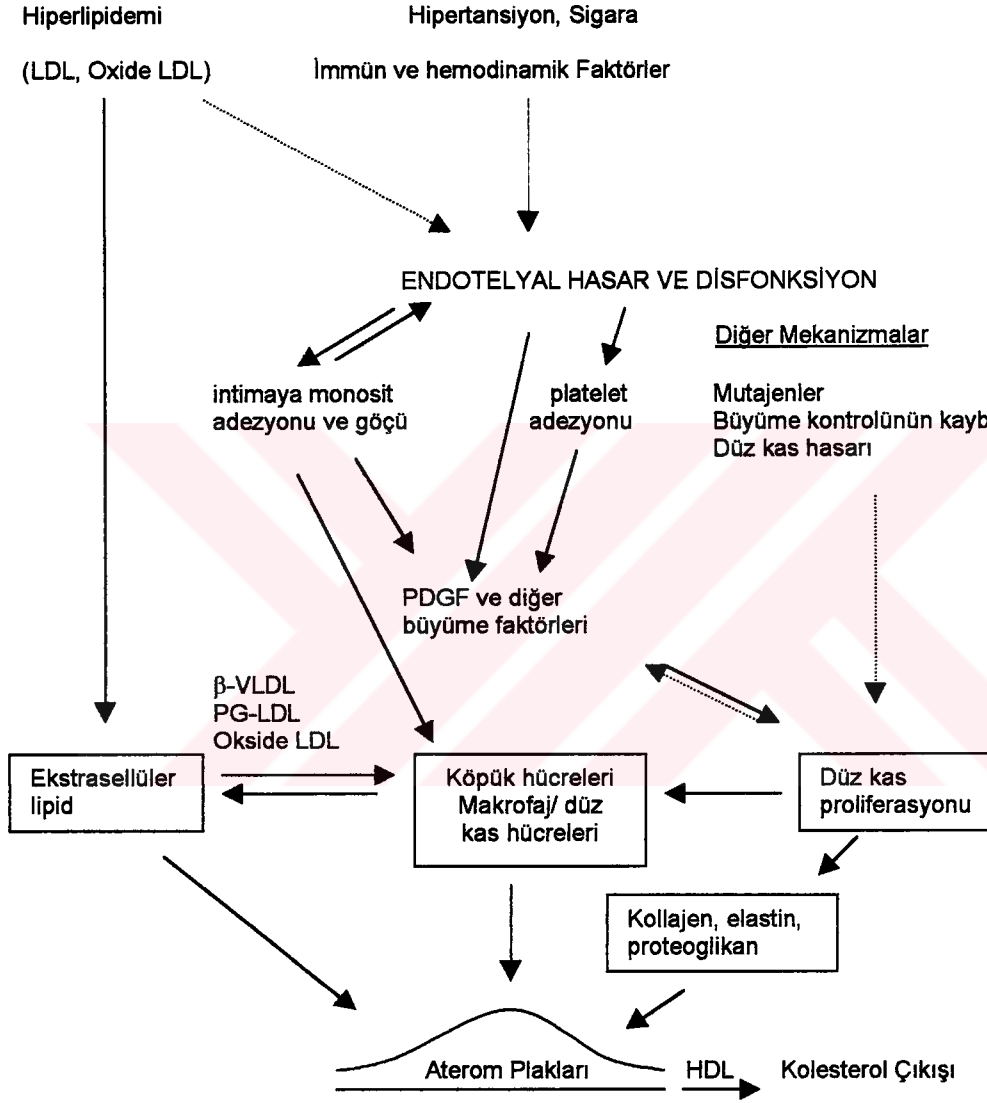 Hiperlipidemi
Hipertansiyon, Sigara
(LDL, Oxide LDL)
İmmün ve hemodinamik Faktörler
ENDOTELYAL HASAR VE DİSFONKSİYON
Diğer Mekanizmalar
intimaya monosit
adezyonu ve göçü
platelet
adezyonu
Mutajenler
Büyüme kontrolünün kayb
Düz kas hasarı
PDGF ve diğer
büyüme faktörleri
β-VLDL
PG-LDL
Okside LDL
Ekstrasellüler
lipid
Köpük hücreleri
Makrofaj/ düz
kas hücreleri
Düz kas
proliferasyonu
Kollajen, elastin,
proteoglikan
Aterom Plakları
HDL
Kolesterol Çıkışı